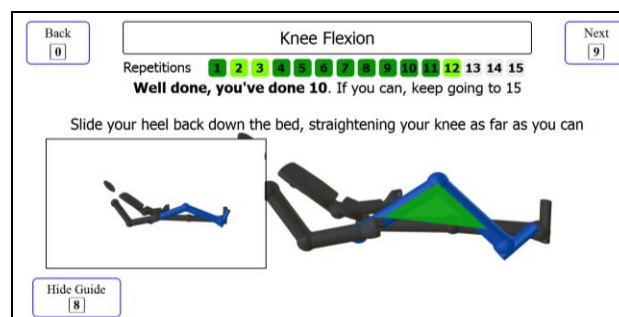 Back
0
Knee Flexion
Next
9
Repetitions 1 2 3 4 5 6 7 8 9 10 11 12 13 14 15
Well done, you've done 10. If you can, keep going to 15
Slide your heel back down the bed, straightening your knee as far as you can
Hide Guide
8